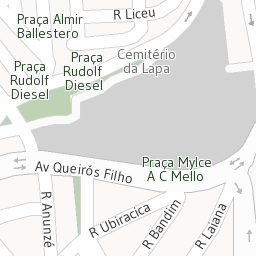 R Liceu
Praça Almir
Ballestero
Cemitério
da Lapa
Praça
Rudolf
Diesel
Praça
Rudolf
Diesel
Av Queirós Filho
Praça Mylce
A C Mello
R Anunzé
R Ubiracica
R Bandim
R Laiana